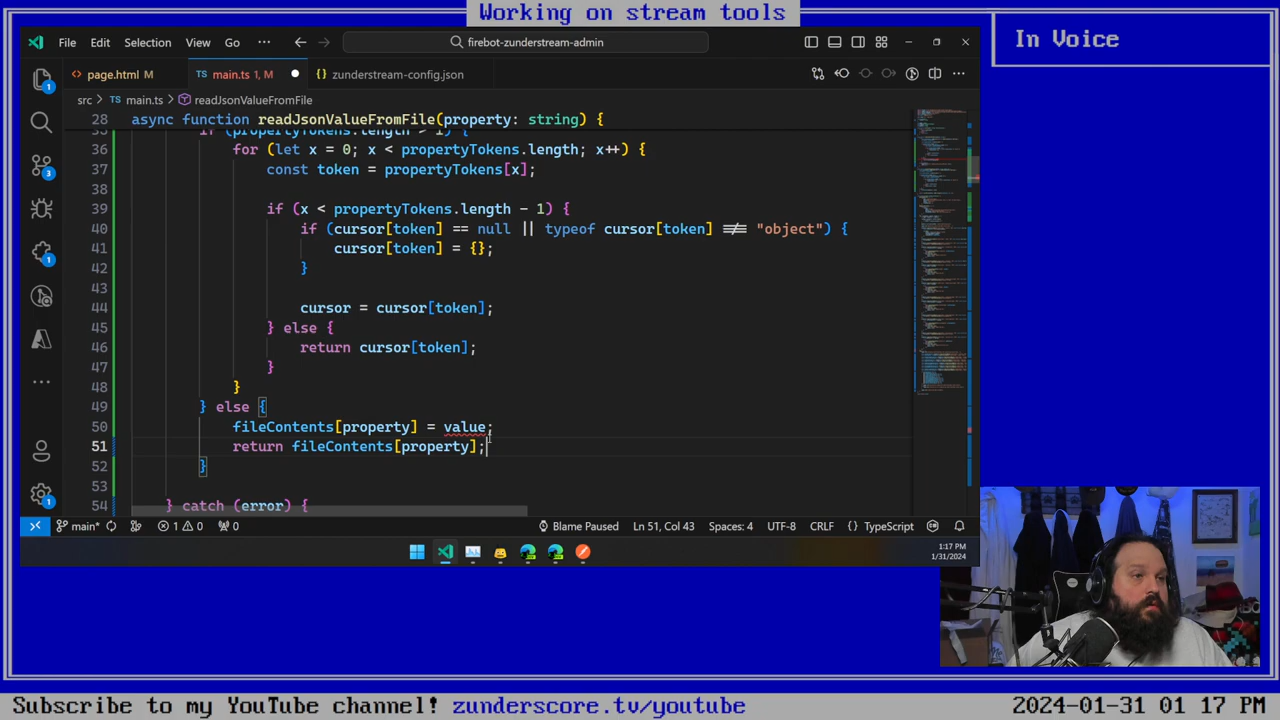 Working on stream tools
File Edit Selection View Go ··· firebot-zunderstream-admin
In Voice
page.html M TS main.ts 1, M {} zunderstream-config.json
src > TS main.ts > readJsonValueFromFile
28 async function readJsonValueFromFile(property: string) {
if (propertyTokens.length > 1) {
36 for (let x = 0; x < propertyTokens.length; x++) {
37 const token = propertyTokens[x];
38
39 if (x < propertyTokens.length - 1) {
40 if (cursor[token] == || typeof cursor[token] !== "object") {
41 cursor[token] = {}
42 }
43
44 cursor = cursor[token];
45 } else {
46 return cursor[token];
47 }
48 }
49 } else {
50 fileContents[property] = value;
51 return fileContents[property];
52 }
53
54 } catch (error) {
main* 1 0 0 Blame Paused Ln 51, Col 43 Spaces: 4 UTF-8 CRLF {} TypeScript
1:17 PM
1/31/2024
Subscribe to my YouTube channel! zunderscore.tv/youtube 2024-01-31 01 17 PM